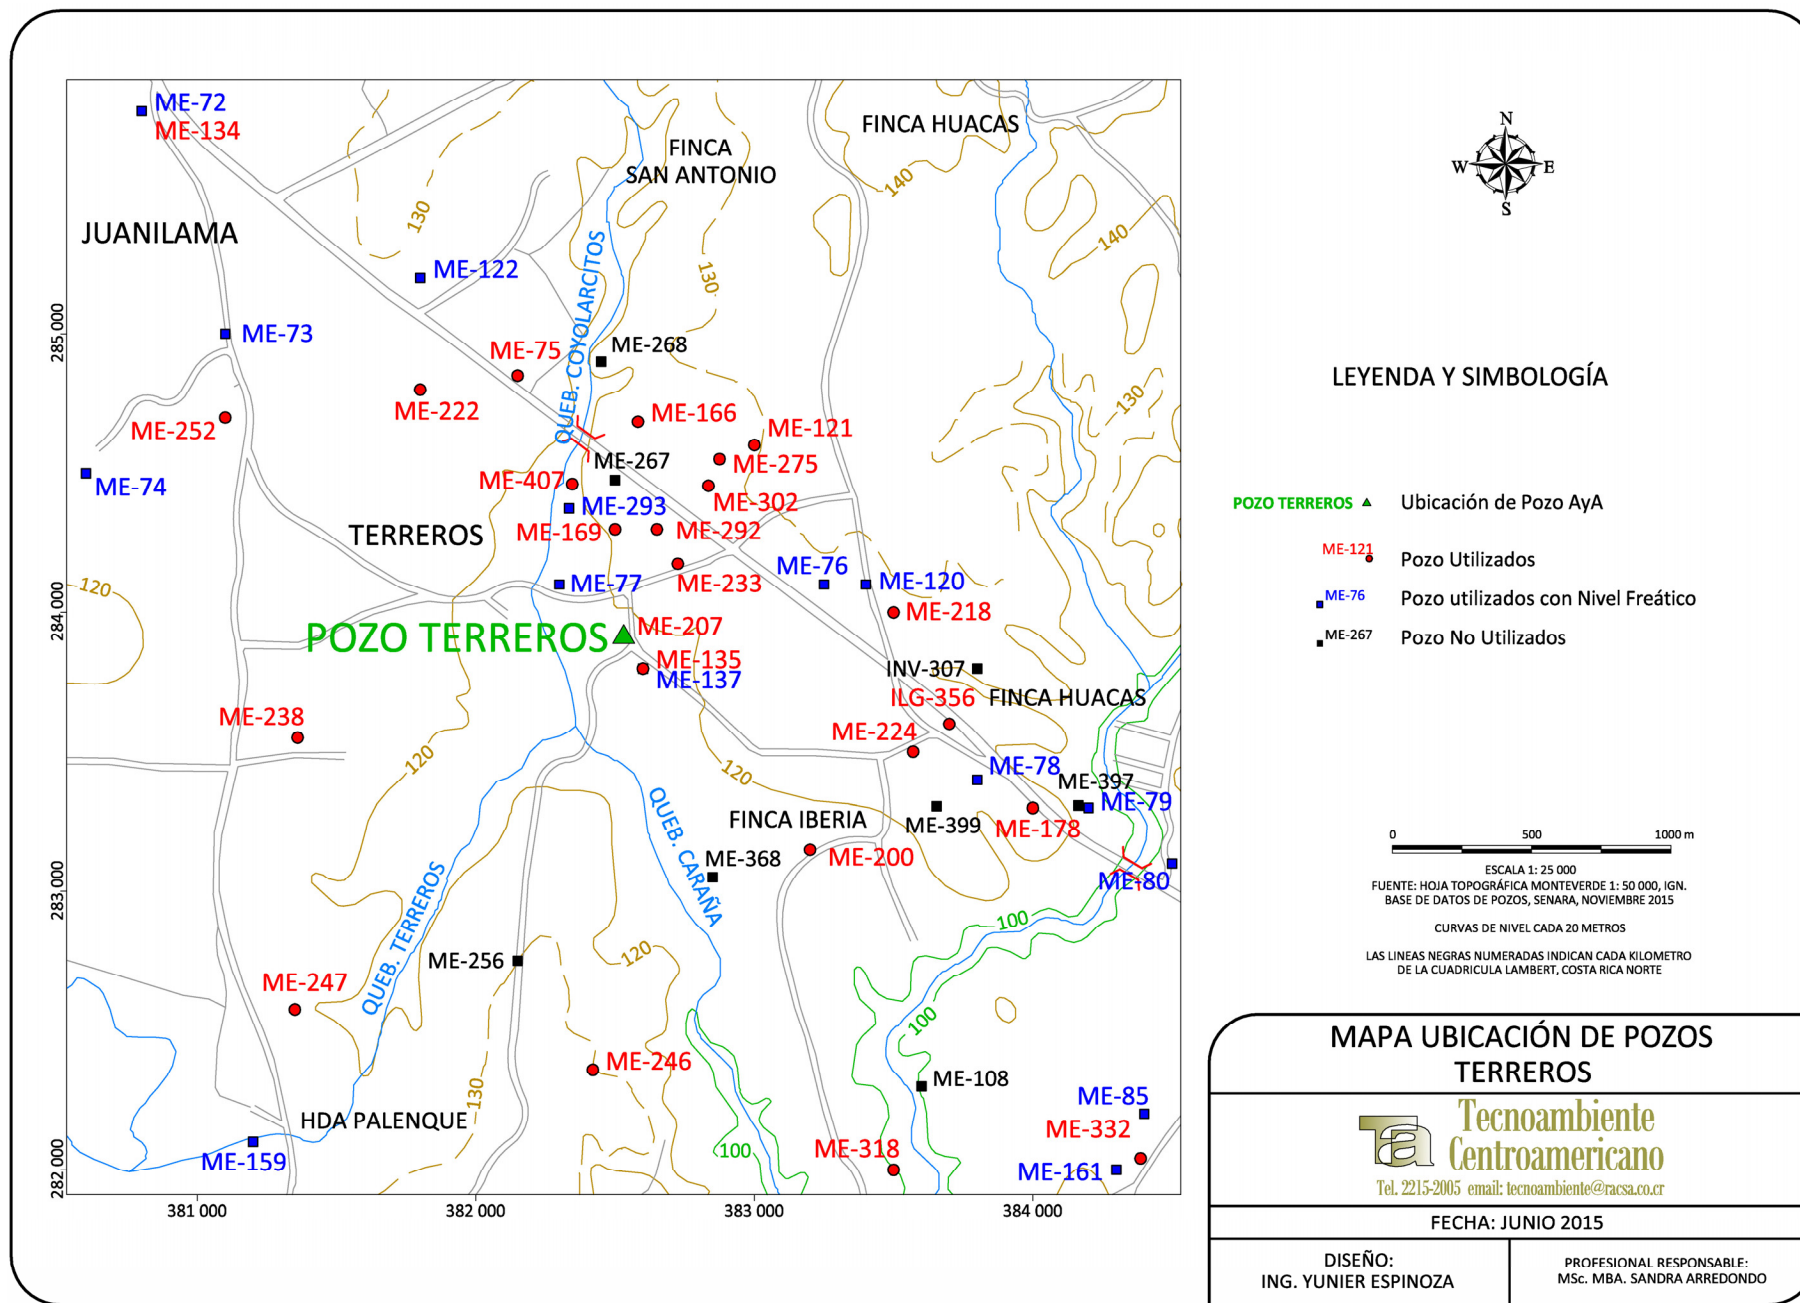 ME-72
ME-134
FINCA HUACAS
FINCA
SAN ANTONIO
140
130
JUANILAMA
140
ME-122
130
QUEB. COYOLARCITOS
285 000
ME-73
ME-75
ME-268
ME-222
130
ME-252
ME-166
ME-121
ME-275
ME-267
ME-74
ME-407
ME-302
ME-293
TERREROS
ME-169
ME-292
ME-76
ME-77
ME-233
ME-120
120
284 000
ME-218
POZO TERREROS
ME-207
ME-135
ME-137
INV-307
ILG-356
FINCA HUACAS
ME-238
ME-224
120
120
ME-78
ME-397
ME-79
QUEB. CARAÑA
FINCA IBERIA
ME-399
ME-178
ME-200
ME-368
283 000
ME-80
QUEB. TERREROS
100
ME-256
120
ME-247
100
ME-246
ME-108
130
ME-85
HDA PALENQUE
ME-332
ME-159
100
ME-318
ME-161
282 000
381 000
382 000
383 000
384 000
N
W
E
S
LEYENDA Y SIMBOLOGÍA
POZO TERREROS
Ubicación de Pozo AyA
ME-121
Pozo Utilizados
ME-76
Pozo utilizados con Nivel Freático
ME-267
Pozo No Utilizados
0
500
1000 m
ESCALA 1: 25 000
FUENTE: HOJA TOPOGRÁFICA MONTEVERDE 1: 50 000, IGN.
BASE DE DATOS DE POZOS, SENARA, NOVIEMBRE 2015
CURVAS DE NIVEL CADA 20 METROS
LAS LINEAS NEGRAS NUMERADAS INDICAN CADA KILOMETRO
DE LA CUADRICULA LAMBERT, COSTA RICA NORTE
MAPA UBICACIÓN DE POZOS
TERREROS
Ta
Tecnoambiente
Centroamericano
Tel. 2215-2005 email: tecnoambiente@racsa.co.cr
FECHA: JUNIO 2015
DISEÑO:
ING. YUNIER ESPINOZA
PROFESIONAL RESPONSABLE:
MSc. MBA. SANDRA ARREDONDO